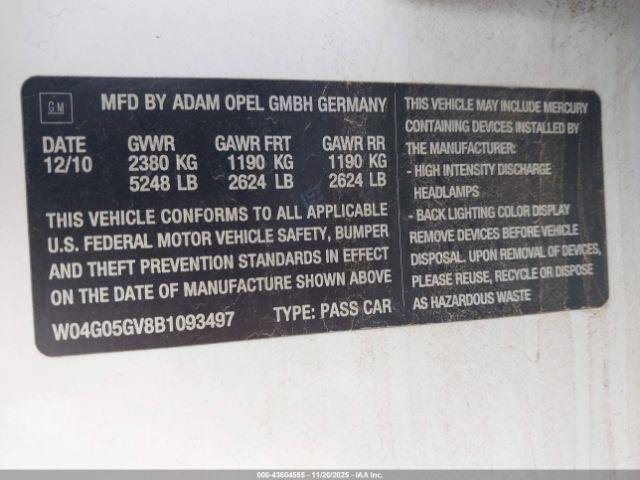 GM
MFD BY ADAM OPEL GMBH GERMANY
DATE GVWR GAWR FRT GAWR RR
12/10 2380 KG 1190 KG 1190 KG
5248 LB 2624 LB 2624 LB
THIS VEHICLE CONFORMS TO ALL APPLICABLE
U.S. FEDERAL MOTOR VEHICLE SAFETY, BUMPER
AND THEFT PREVENTION STANDARDS IN EFFECT
ON THE DATE OF MANUFACTURE SHOWN ABOVE
W04G05GV8B1093497 TYPE: PASS CAR
THIS VEHICLE MAY INCLUDE MERCURY
CONTAINING DEVICES INSTALLED BY
THE MANUFACTURER:
- HIGH INTENSITY DISCHARGE
HEADLAMPS
- BACK LIGHTING COLOR DISPLAY
REMOVE DEVICES BEFORE VEHICLE
DISPOSAL. UPON REMOVAL OF DEVICES,
PLEASE REUSE, RECYCLE OR DISPOSE
AS HAZARDOUS WASTE
000-43604555 - 11/20/2025 - IAA, Inc.